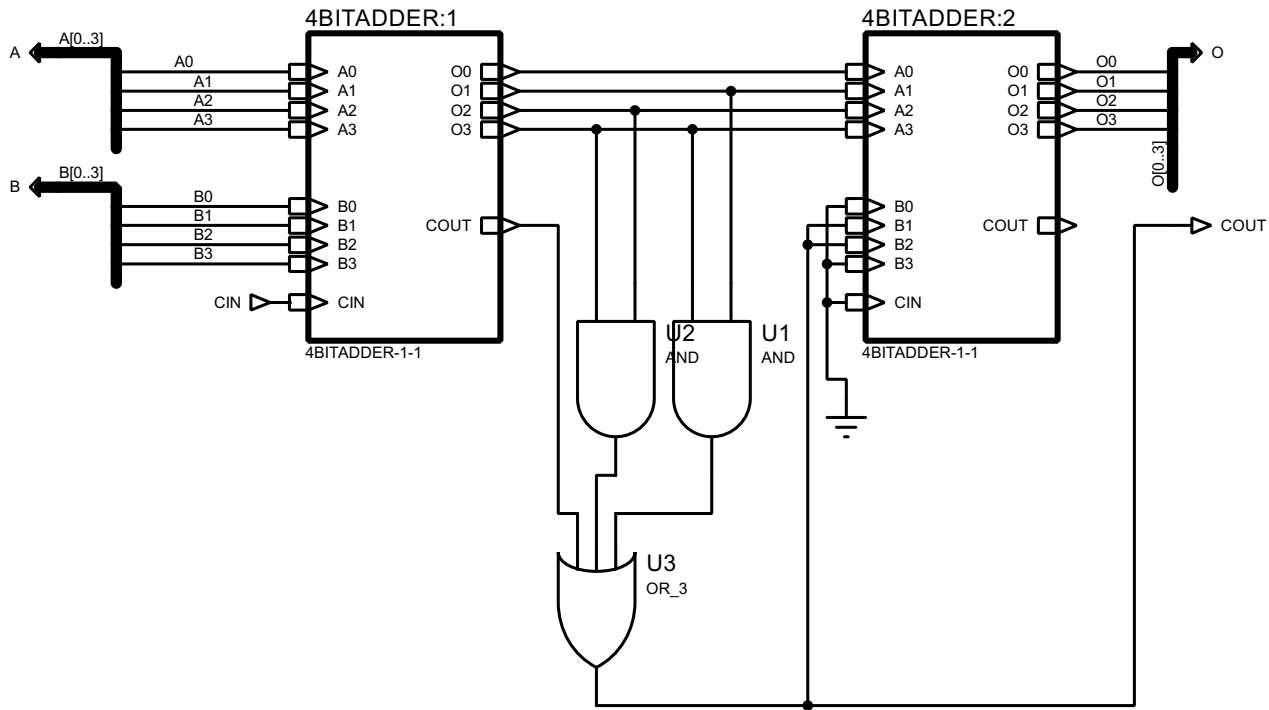 4BITADDER:1
4BITADDER:2
A
A[0..3]
A0
A1
A2
A3
B
B[0..3]
B0
B1
B2
B3
CIN
A0
A1
A2
A3
B0
B1
B2
B3
CIN
O0
O1
O2
O3
COUT
4BITADDER-1-1
U2
AND
U1
AND
U3
OR_3
A0
A1
A2
A3
B0
B1
B2
B3
CIN
O0
O1
O2
O3
COUT
4BITADDER-1-1
O0
O1
O2
O3
O[0..3]
O
COUT